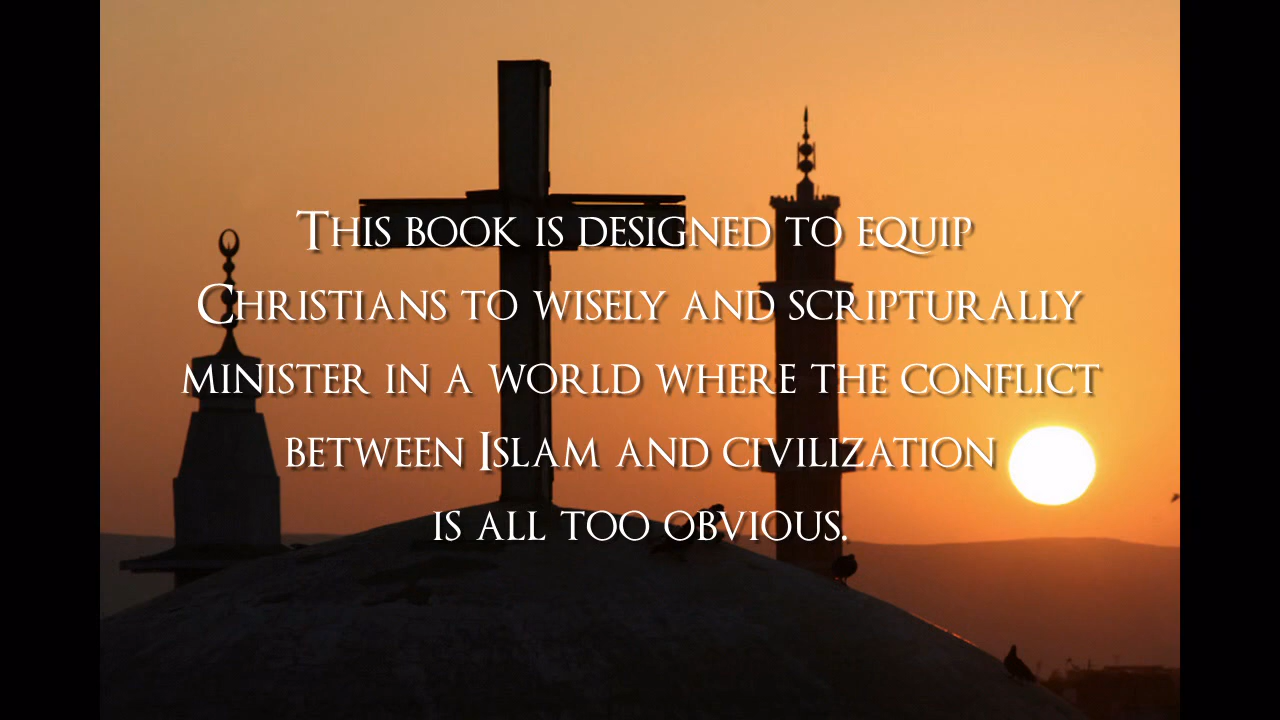 This book is designed to equip
Christians to wisely and scripturally
minister in a world where the conflict
between Islam and civilization
is all too obvious.